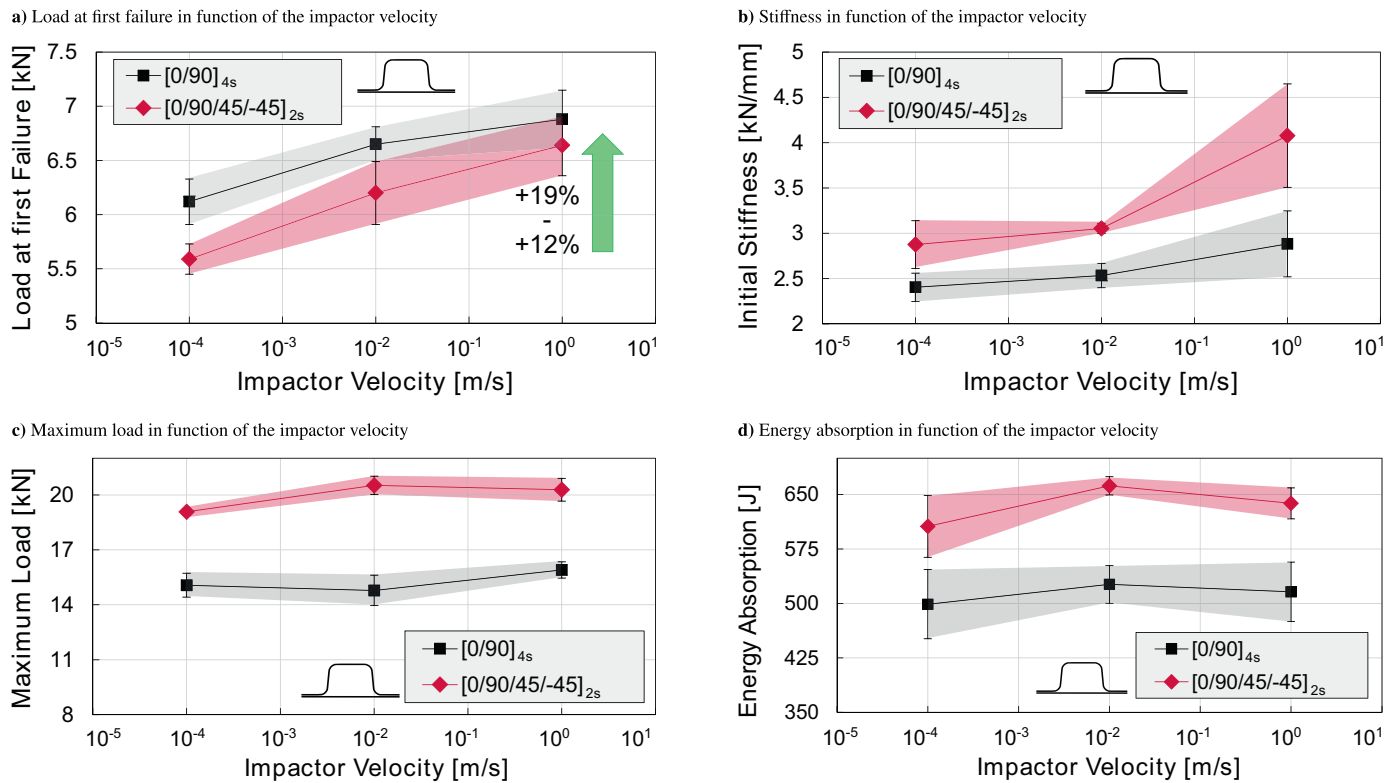 a) Load at first failure in function of the impactor velocity
Load at first Failure [kN]
7.5
7
6.5
6
5.5
5
[0/90]4s
[0/90/45/-45]2s
+19%
-
+12%
10-5
10-4
10-3
10-2
10-1
100
101
Impactor Velocity [m/s]
b) Stiffness in function of the impactor velocity
Initial Stiffness [kN/mm]
5
4.5
4
3.5
3
2.5
2
[0/90]4s
[0/90/45/-45]2s
10-5
10-4
10-3
10-2
10-1
100
101
Impactor Velocity [m/s]
c) Maximum load in function of the impactor velocity
Maximum Load [kN]
20
17
14
11
8
[0/90]4s
[0/90/45/-45]2s
10-5
10-4
10-3
10-2
10-1
100
101
Impactor Velocity [m/s]
d) Energy absorption in function of the impactor velocity
Energy Absorption [J]
650
575
500
425
350
[0/90]4s
[0/90/45/-45]2s
10-5
10-4
10-3
10-2
10-1
100
101
Impactor Velocity [m/s]